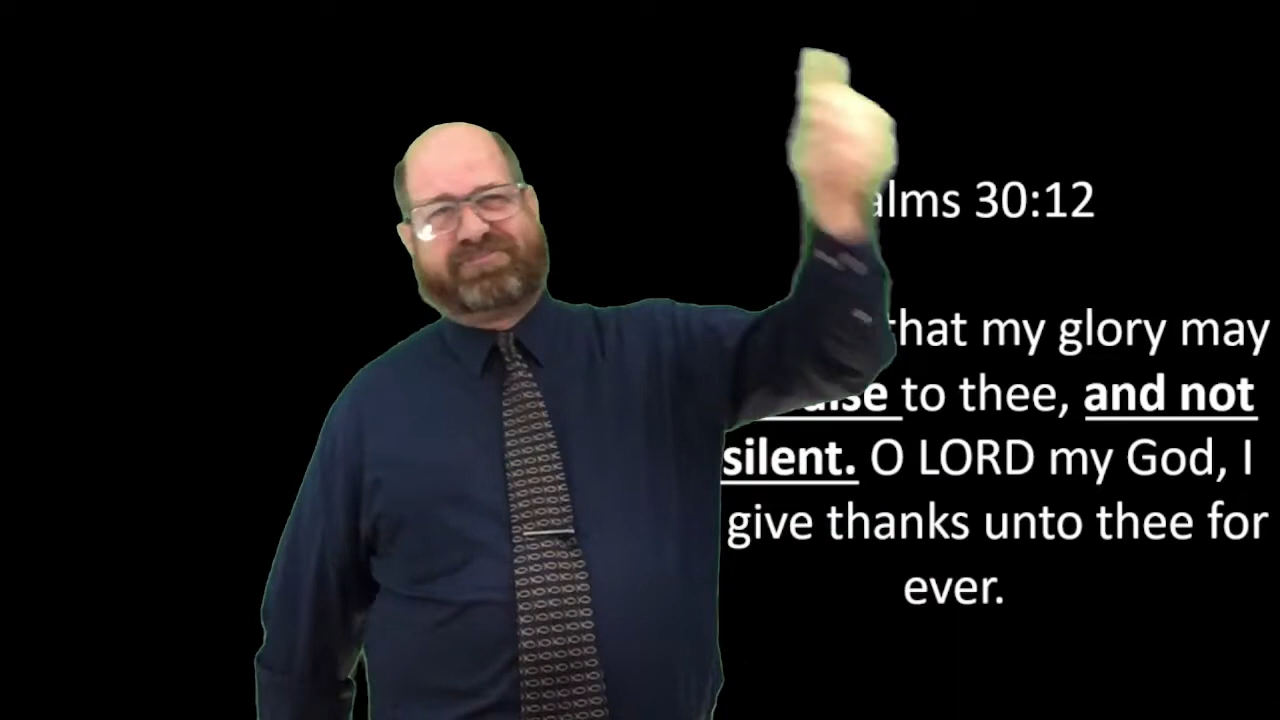 alms 30:12
that my glory may
to thee, and not
silent. O LORD my God, I
give thanks unto thee for
ever.